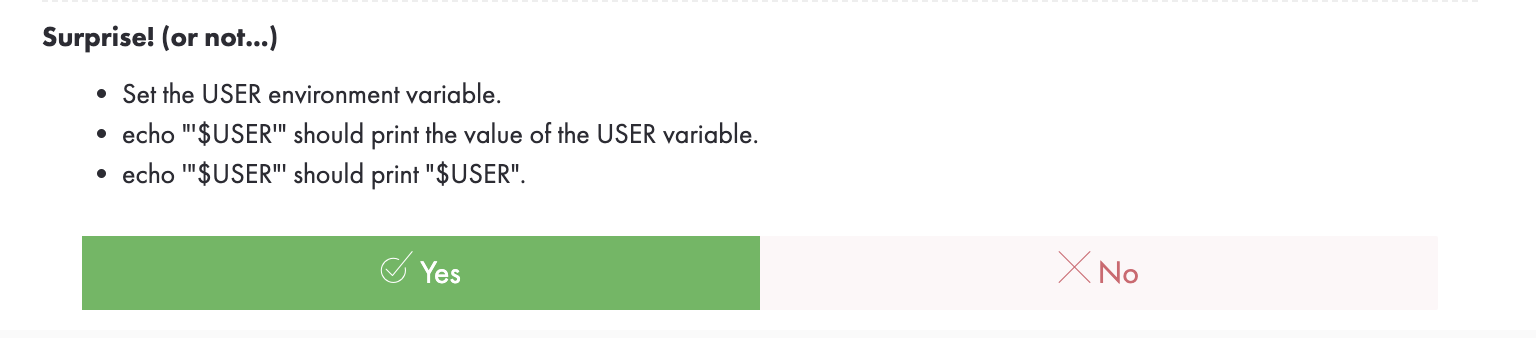 Surprise! (or not...)
• Set the USER environment variable.
• echo "'$USER'" should print the value of the USER variable.
• echo '"$USER"' should print "$USER".
Yes
No